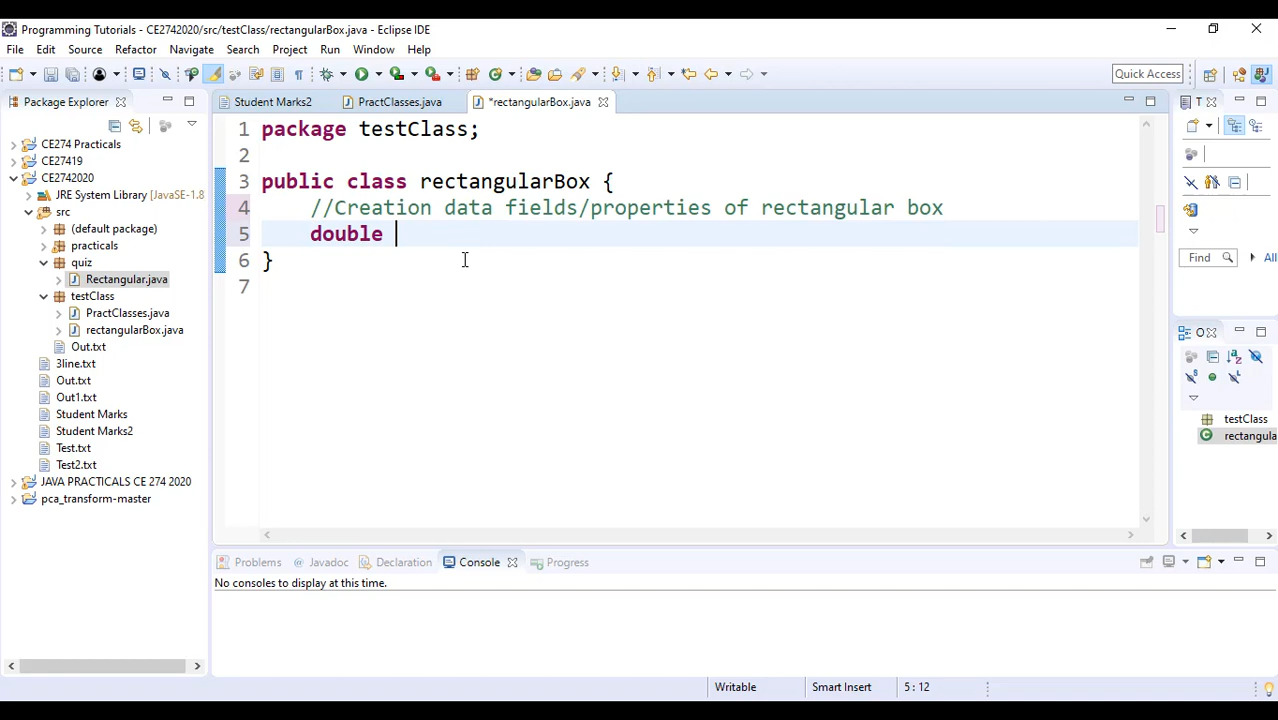 Programming Tutorials - CE2742020/src/testClass/rectangularBox.java - Eclipse IDE
File Edit Source Refactor Navigate Search Project Run Window Help
Quick Access
Package Explorer
CE274 Practicals
CE27419
CE2742020
JRE System Library [JavaSE-1.8
src
(default package)
practicals
quiz
Rectangular.java
testClass
PractClasses.java
rectangularBox.java
Out.txt
3line.txt
Out.txt
Out1.txt
Student Marks
Student Marks2
Test.txt
Test2.txt
JAVA PRACTICALS CE 274 2020
pca_transform-master
Student Marks2 PractClasses.java *rectangularBox.java
1 package testClass;
2
3 public class rectangularBox {
4 //Creation data fields/properties of rectangular box
5 double
6 }
7
T
Find All
O
testClass
rectangula
Problems Javadoc Declaration Console Progress
No consoles to display at this time.
Writable Smart Insert 5 : 12